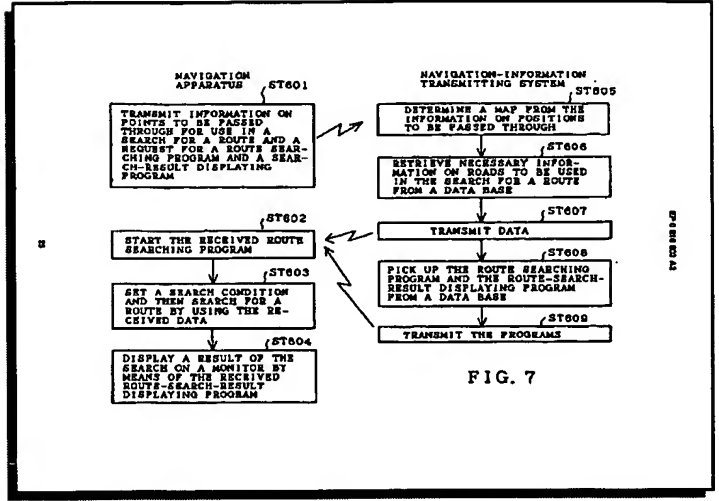 NAVIGATION
APPARATUS
ST601
TRANSMIT INFORMATION ON
POINTS TO BE PASSED
THROUGH FOR USE IN A
SEARCH FOR A ROUTE AND A
REQUEST FOR A ROUTE SEAR-
CHING PROGRAM AND A SEAR-
CH-RESULT DISPLAYING
PROGRAM
ST602
START THE RECEIVED ROUTE
SEARCHING PROGRAM
ST603
SET A SEARCH CONDITION
AND THEN SEARCH FOR A
ROUTE BY USING THE RE-
CEIVED DATA
ST604
DISPLAY A RESULT OF THE
SEARCH ON A MONITOR BY
MEANS OF THE RECEIVED
ROUTE-SEARCH-RESULT
DISPLAYING PROGRAM
NAVIGATION-INFORMATION
TRANSMITTING SYSTEM
ST605
DETERMINE A MAP FROM THE
INFORMATION ON POSITIONS
TO BE PASSED THROUGH
ST606
RETRIEVE NECESSARY INFOR-
MATION ON ROADS TO BE USED
IN THE SEARCH FOR A ROUTE
FROM A DATA BASE
ST607
TRANSMIT DATA
ST608
PICK UP THE ROUTE SEARCHING
PROGRAM AND THE ROUTE-SEARCH-
RESULT DISPLAYING PROGRAM
FROM A DATA BASE
ST609
TRANSMIT THE PROGRAMS
FIG. 7